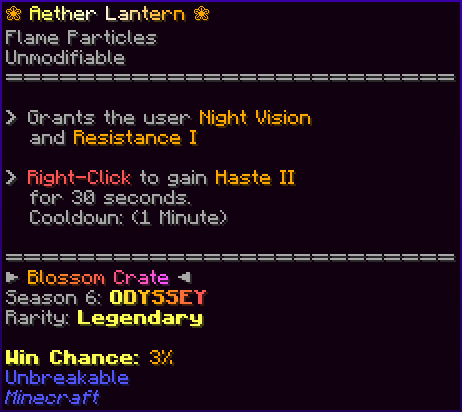 ❀ Aether Lantern ❀
Flame Particles
Unmodifiable
============================
> Grants the user Night Vision
and Resistance I
> Right-Click to gain Haste II
for 30 seconds.
Cooldown: (1 Minute)
============================
► Blossom Crate ◄
Season 6: ODYSSEY
Rarity: Legendary
Win Chance: 3%
Unbreakable
Minecraft